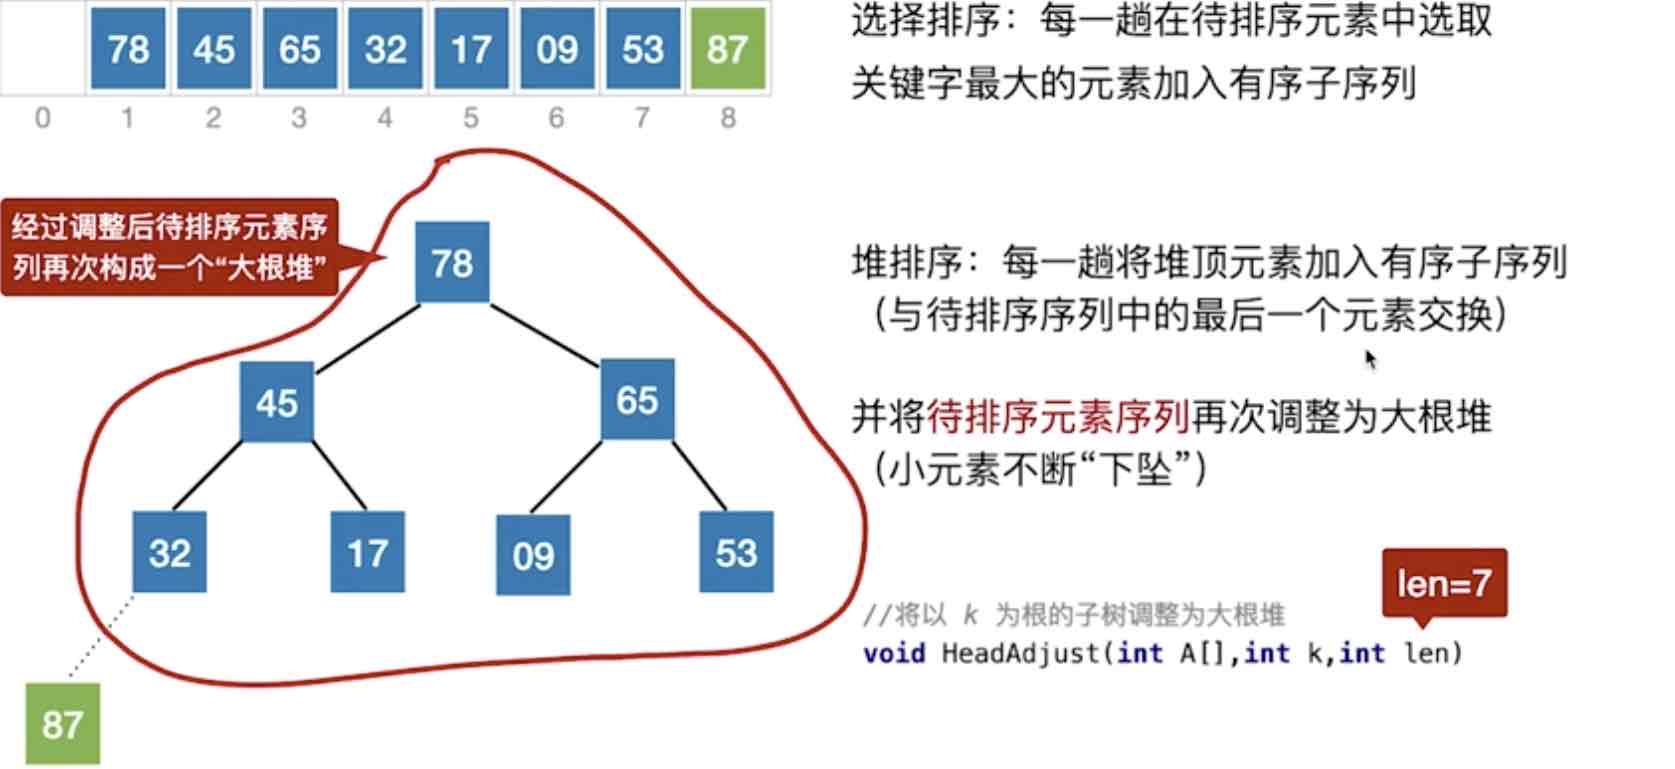 78 45 65 32 17 09 53 87
0 1 2 3 4 5 6 7 8
选择排序：每一趟在待排序元素中选取
关键字最大的元素加入有序子序列
经过调整后待排序元素序
列再次构成一个“大根堆”
78
45 65
32 17 09 53
87
堆排序：每一趟将堆顶元素加入有序子序列
（与待排序序列中的最后一个元素交换）
并将待排序元素序列再次调整为大根堆
（小元素不断“下坠”）
len=7
//将以 k 为根的子树调整为大根堆
void HeadAdjust(int A[],int k,int len)